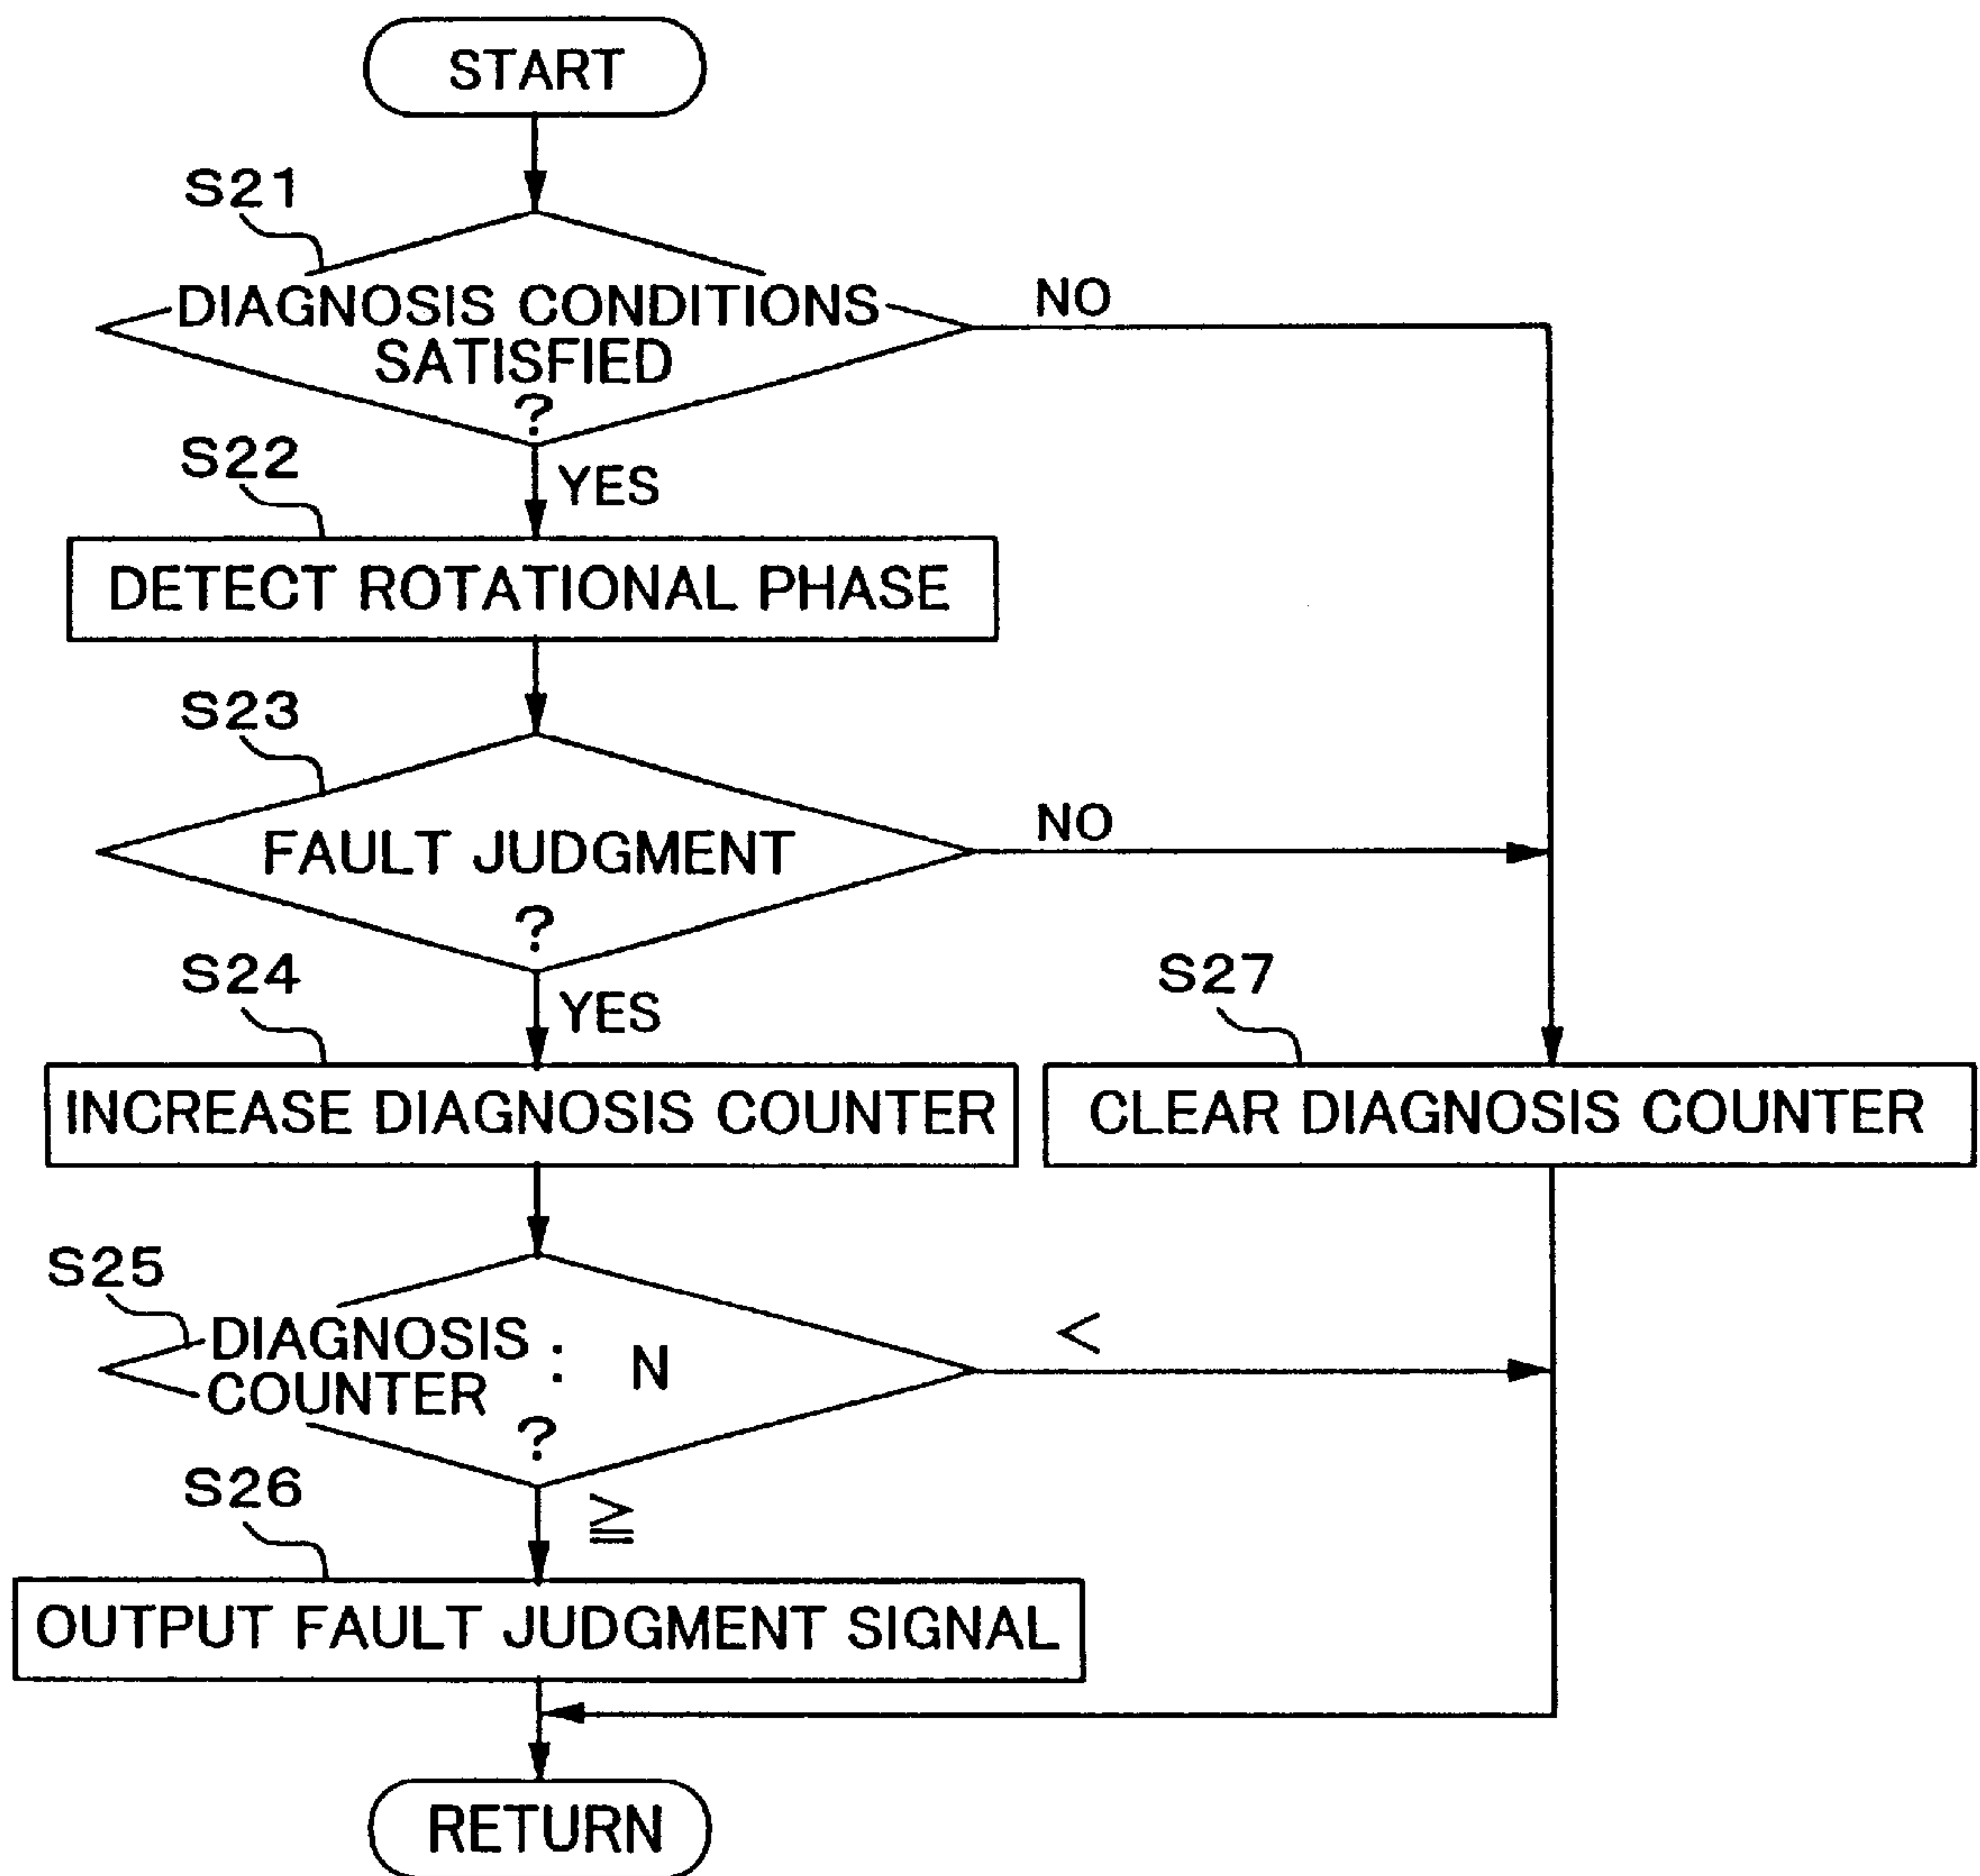 START
S21
DIAGNOSIS CONDITIONS
SATISFIED
?
NO
S22
YES
DETECT ROTATIONAL PHASE
S23
FAULT JUDGMENT
?
NO
S24
YES
S27
INCREASE DIAGNOSIS COUNTER
CLEAR DIAGNOSIS COUNTER
S25
DIAGNOSIS
COUNTER
: N
?
<
S26
≧
OUTPUT FAULT JUDGMENT SIGNAL
RETURN